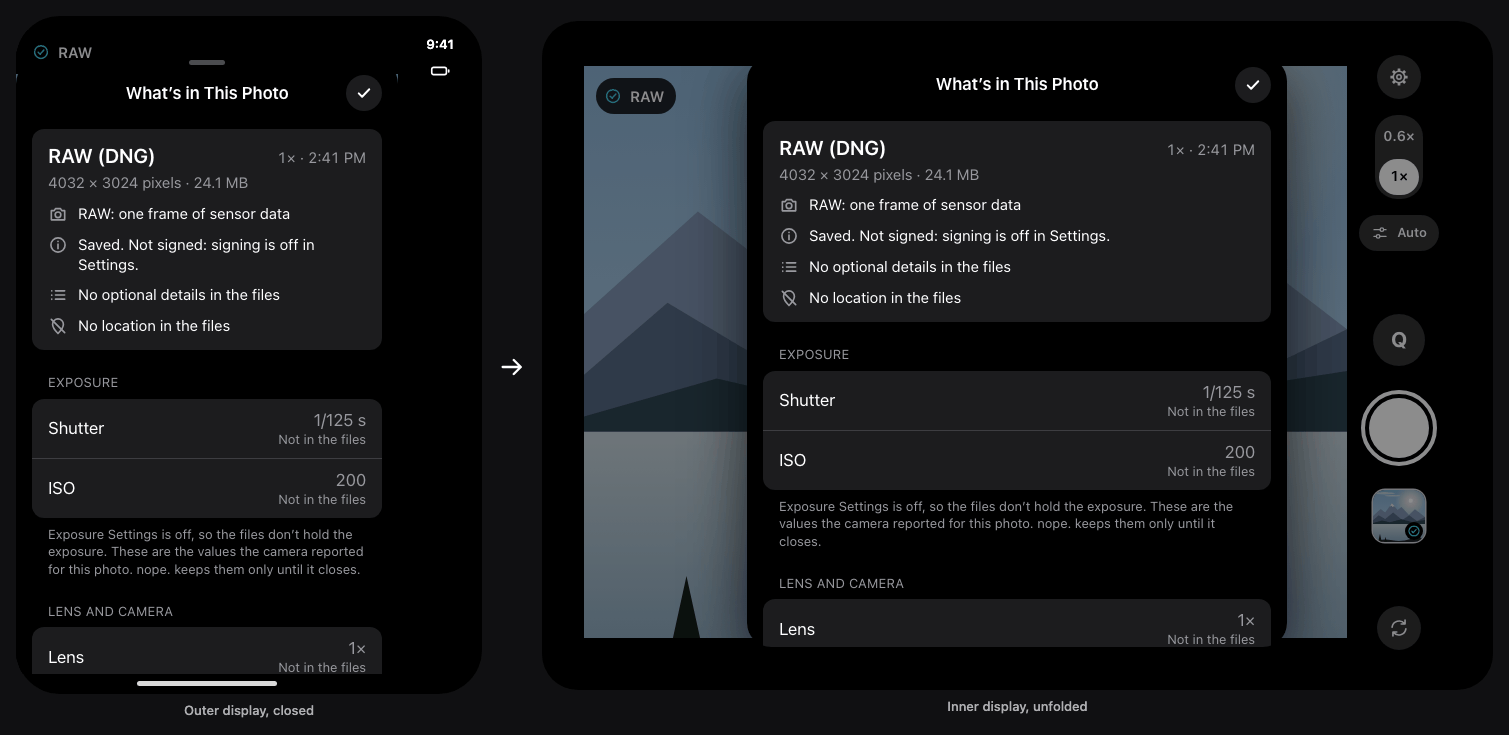 RAW
9:41
What's in This Photo
RAW (DNG)
1× · 2:41 PM
4032 × 3024 pixels · 24.1 MB
RAW: one frame of sensor data
Saved. Not signed: signing is off in
Settings.
No optional details in the files
No location in the files
EXPOSURE
Shutter
1/125 s
Not in the files
ISO
200
Not in the files
Exposure Settings is off, so the files don't hold the
exposure. These are the values the camera reported
for this photo. nope. keeps them only until it closes.
LENS AND CAMERA
Lens
1×
Not in the files
Outer display, closed
RAW
What's in This Photo
RAW (DNG)
1× · 2:41 PM
4032 × 3024 pixels · 24.1 MB
RAW: one frame of sensor data
Saved. Not signed: signing is off in Settings.
No optional details in the files
No location in the files
EXPOSURE
Shutter
1/125 s
Not in the files
ISO
200
Not in the files
Exposure Settings is off, so the files don't hold the exposure. These are the
values the camera reported for this photo. nope. keeps them only until it
closes.
LENS AND CAMERA
Lens
1×
Not in the files
0.6×
1×
Auto
Q
Inner display, unfolded